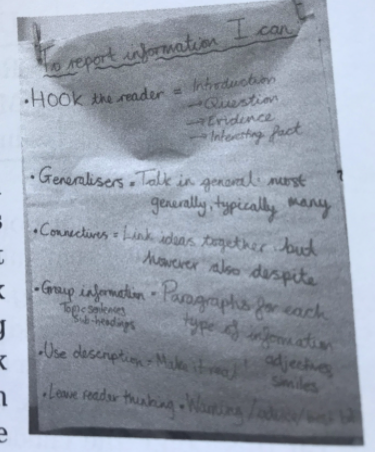 To report information I can
• HOOK the reader = Introduction
→ Question
→ Evidence
→ Interesting fact
• Generalisers = Talk in general: most
generally, typically many
• Connectives = Link ideas together but
however also despite
• Group information = Paragraphs for each
Topic sentences type of information
Sub-headings
• Use description = Make it real! adjectives
similes
• Leave reader thinking = Warning / advice /